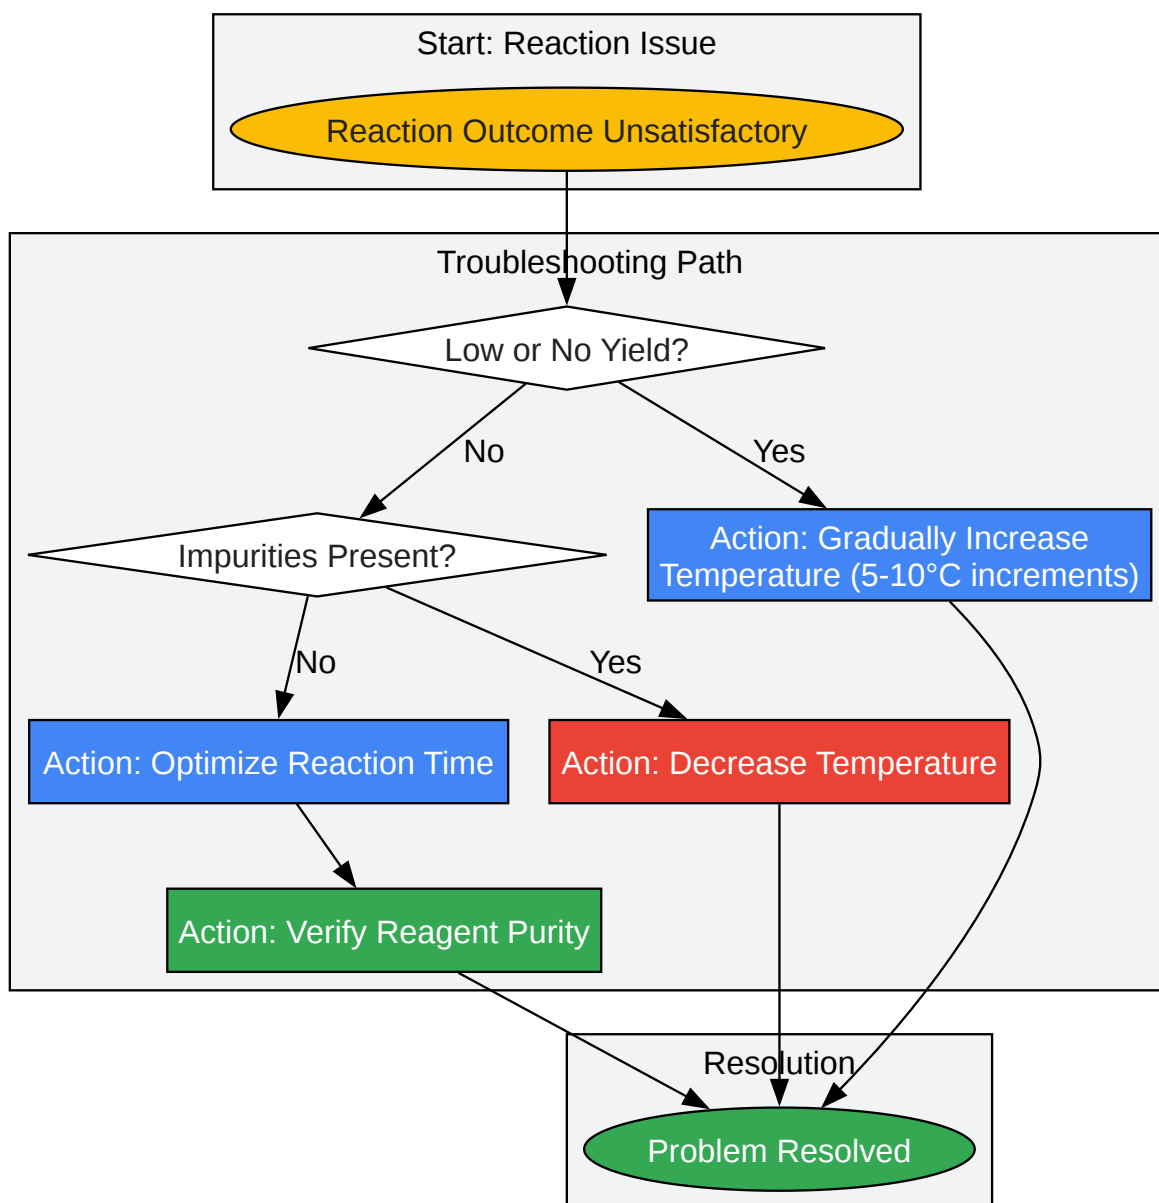 Start: Reaction Issue
Reaction Outcome Unsatisfactory
Troubleshooting Path
Low or No Yield?
No
Yes
Impurities Present?
Action: Gradually Increase
Temperature (5-10°C increments)
No
Yes
Action: Optimize Reaction Time
Action: Decrease Temperature
Action: Verify Reagent Purity
Resolution
Problem Resolved